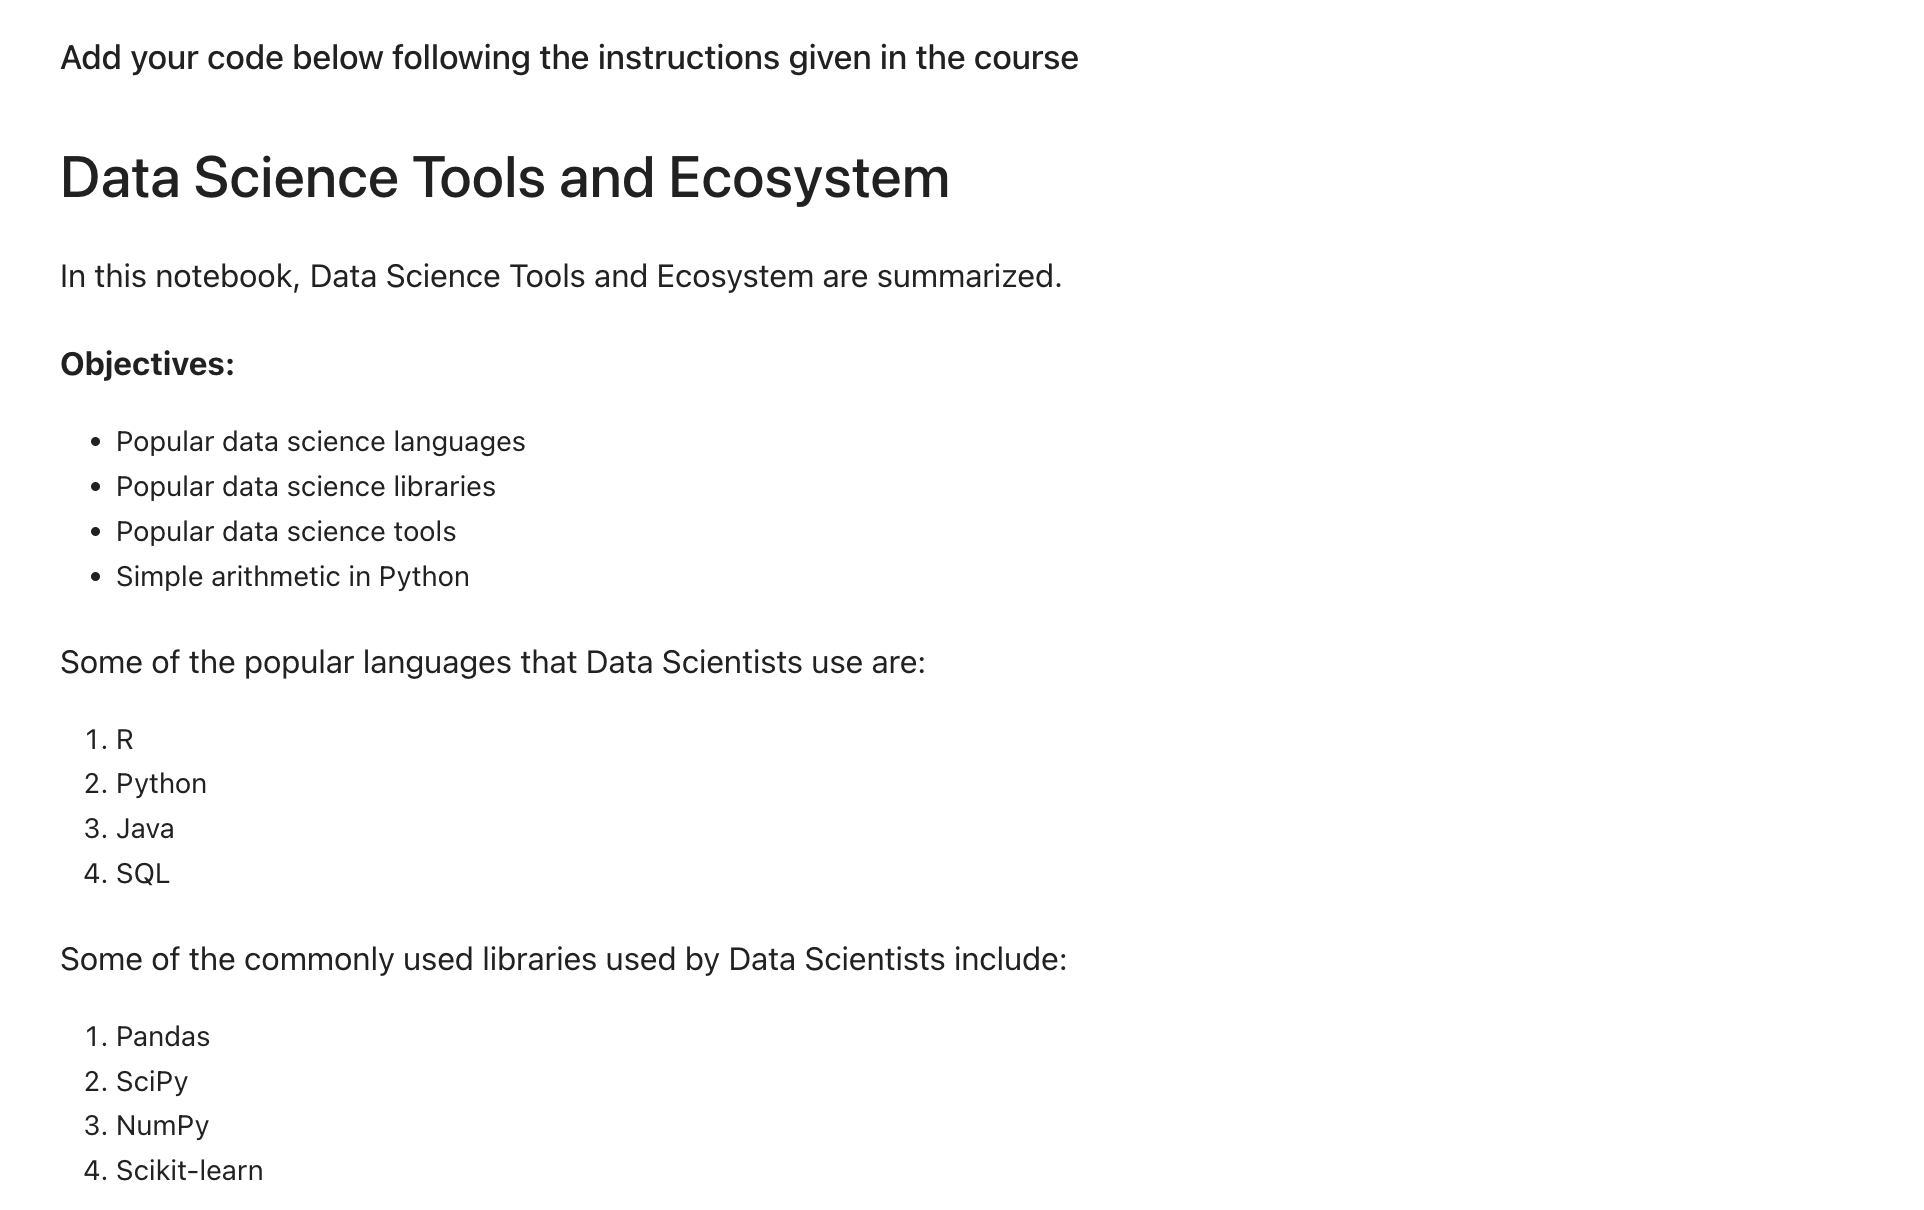 Add your code below following the instructions given in the course
Data Science Tools and Ecosystem
In this notebook, Data Science Tools and Ecosystem are summarized.
Objectives:
• Popular data science languages
• Popular data science libraries
• Popular data science tools
• Simple arithmetic in Python
Some of the popular languages that Data Scientists use are:
1. R
2. Python
3. Java
4. SQL
Some of the commonly used libraries used by Data Scientists include:
1. Pandas
2. SciPy
3. NumPy
4. Scikit-learn